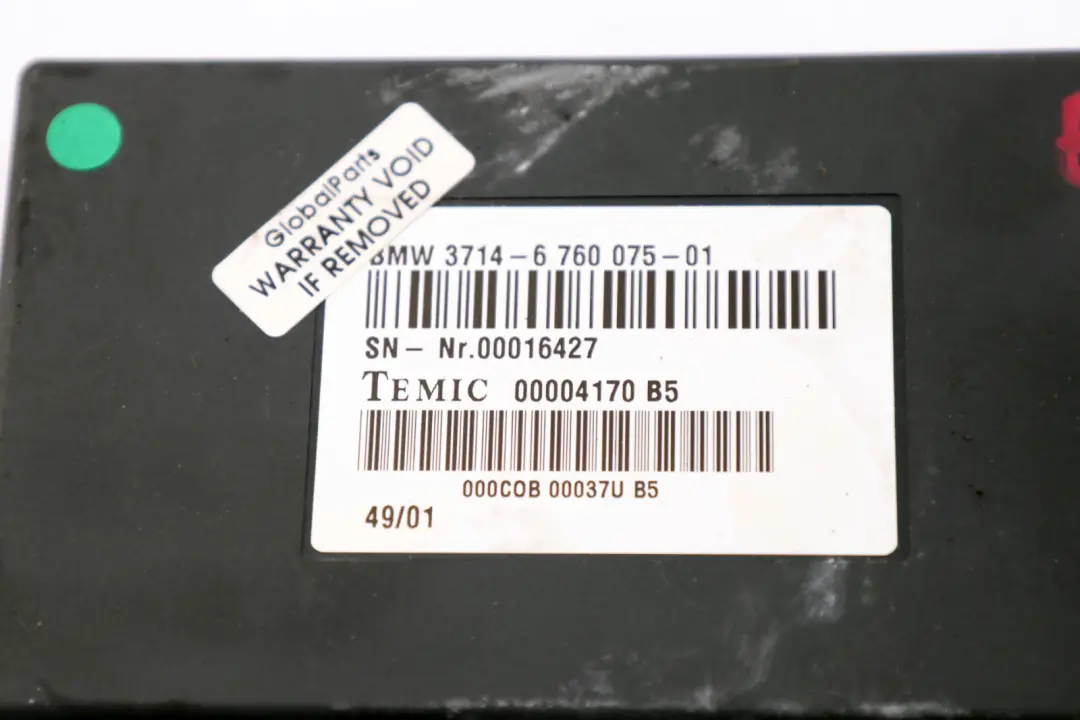 GlobalParts
WARRANTY VOID
IF REMOVED
BMW 3714-6 760 075-01
SN- Nr.00016427
TEMIC 00004170 B5
000COB 00037U B5
49/01